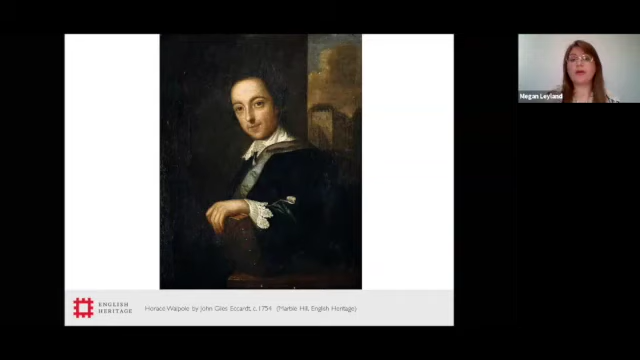 Megan Leyland
ENGLISH
HERITAGE
Horace Walpole by John Giles Eccardt, c.1754 (Marble Hill, English Heritage)